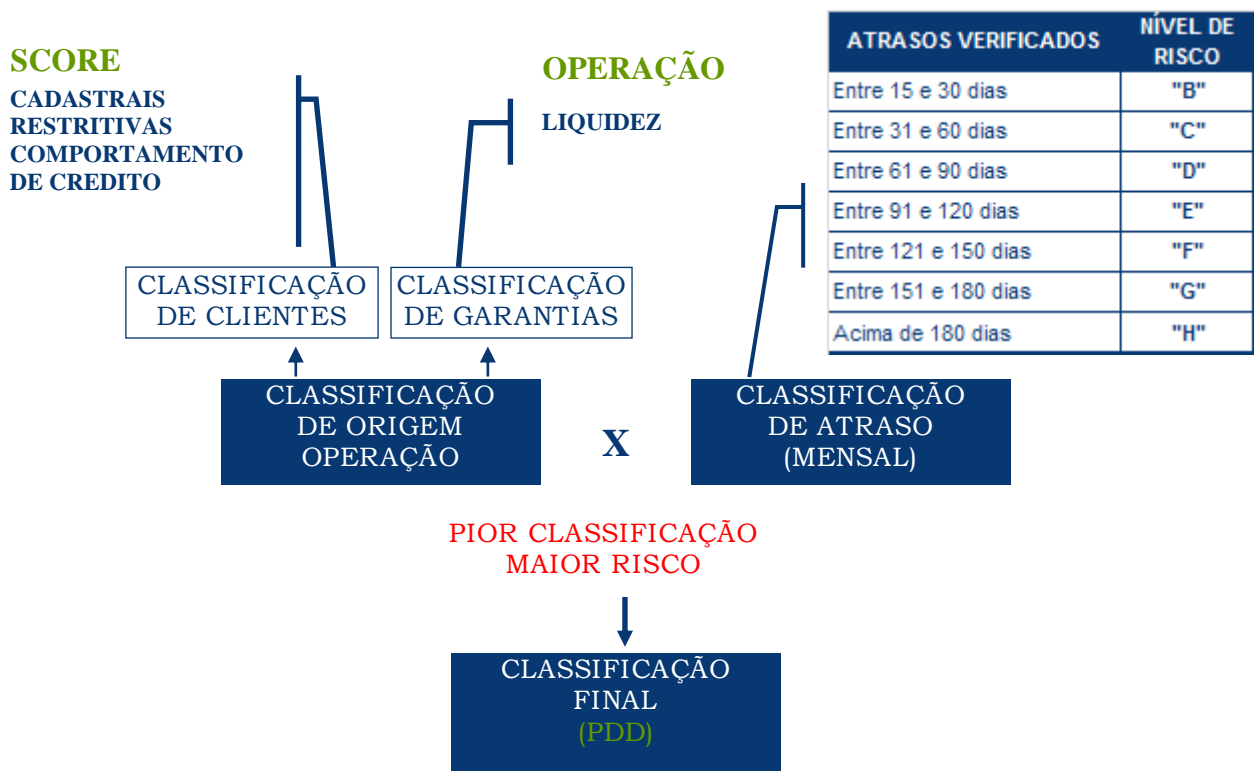 SCORE
CADASTRAIS
RESTRITIVAS
COMPORTAMENTO
DE CREDITO
OPERAÇÃO
LIQUIDEZ
ATRASOS VERIFICADOS
NÍVEL DE
RISCO
Entre 15 e 30 dias "B"
Entre 31 e 60 dias "C"
Entre 61 e 90 dias "D"
Entre 91 e 120 dias "E"
Entre 121 e 150 dias "F"
Entre 151 e 180 dias "G"
Acima de 180 dias "H"
CLASSIFICAÇÃO
DE CLIENTES
CLASSIFICAÇÃO
DE GARANTIAS
CLASSIFICAÇÃO
DE ORIGEM
OPERAÇÃO
X
CLASSIFICAÇÃO
DE ATRASO
(MENSAL)
PIOR CLASSIFICAÇÃO
MAIOR RISCO
CLASSIFICAÇÃO
FINAL
(PDD)